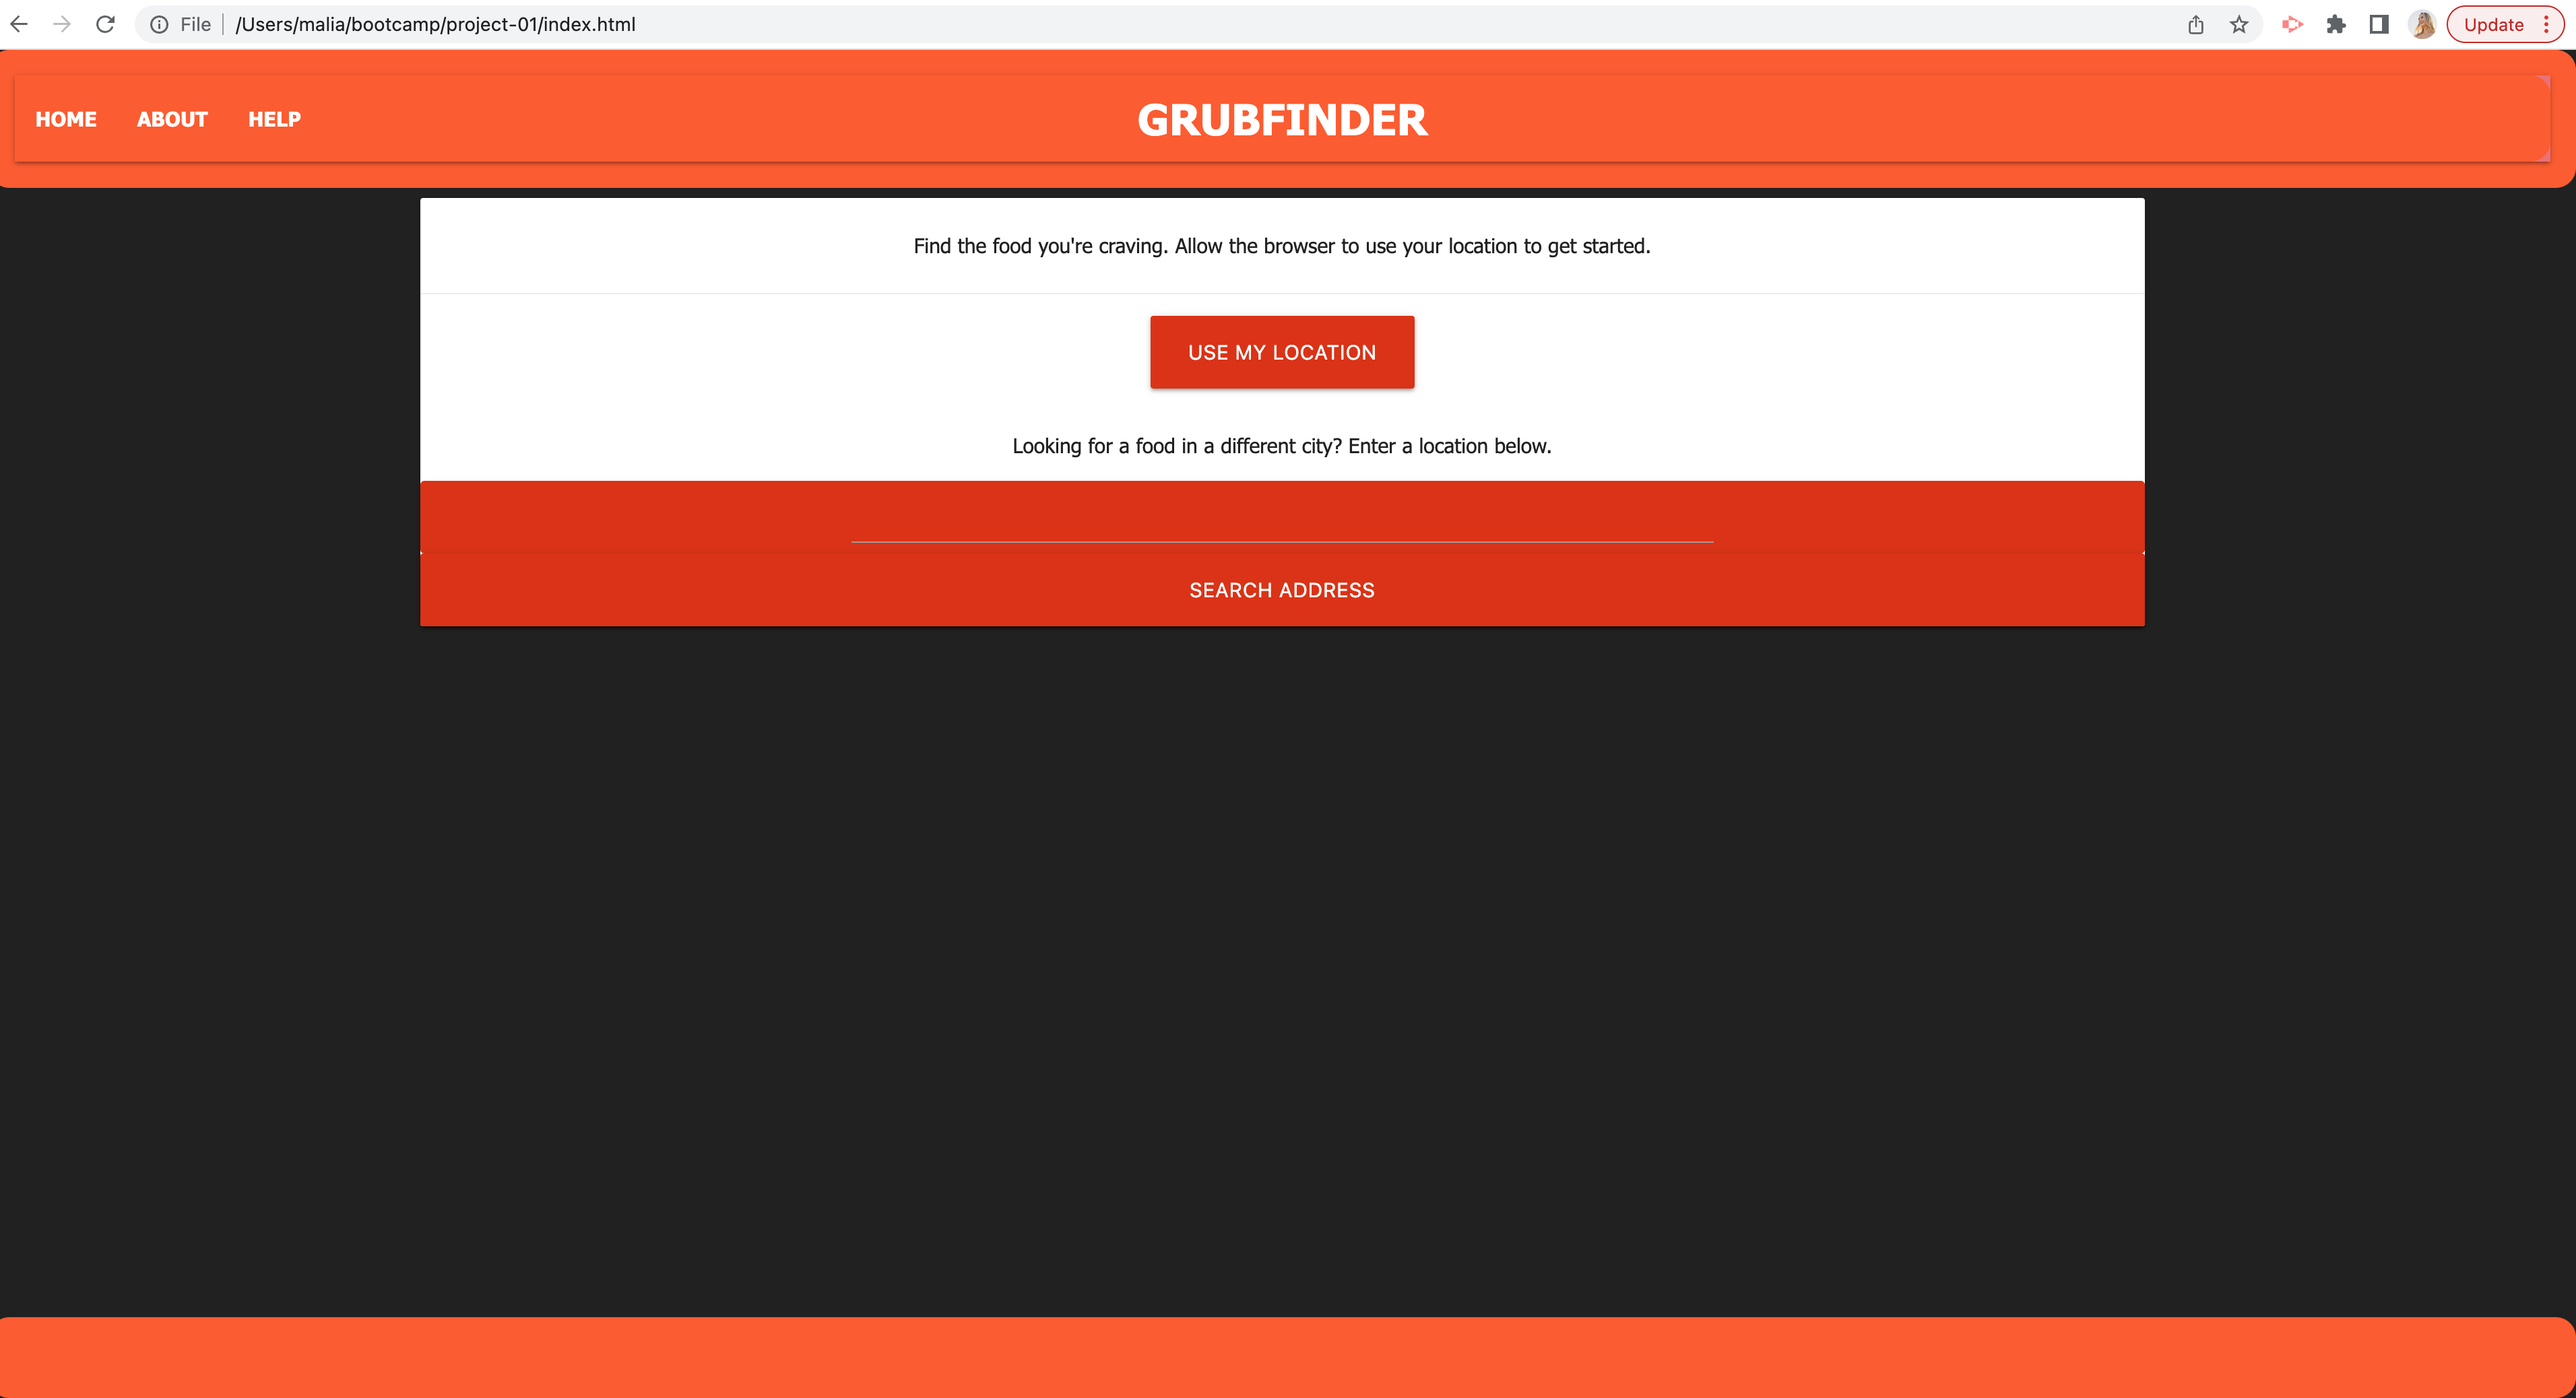 File /Users/malia/bootcamp/project-01/index.html Update
HOME ABOUT HELP GRUBFINDER
Find the food you're craving. Allow the browser to use your location to get started.
USE MY LOCATION
Looking for a food in a different city? Enter a location below.
SEARCH ADDRESS